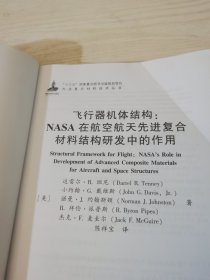 “十三五”国家重点图书出版规划项目
先进复合材料技术丛书
飞行器机体结构：
NASA 在航空航天先进复合
材料结构研发中的作用
Structural Framework for Flight: NASA's Role in
Development of Advanced Composite Materials
for Aircraft and Space Structures
达雷尔·R. 坦尼 (Darrel R. Tenney)
小约翰·G. 戴维斯 (John G. Davis, Jr.)
[美] 诺曼·J. 约翰斯顿 (Norman J. Johnston) 著
R. 拜伦·派普斯 (R. Byron Pipes)
杰克·F. 麦圭尔 (Jack F. McGuire)
陈祥宝 译